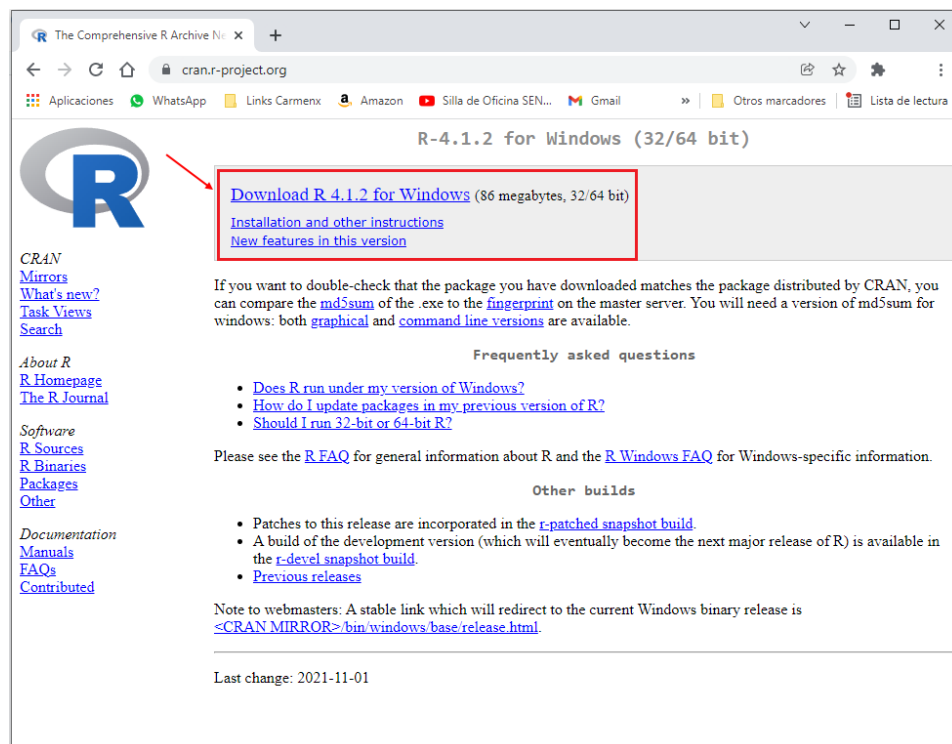 The Comprehensive R Archive Ne
cran.r-project.org
Aplicaciones
WhatsApp
Links Carmenx
Amazon
Silla de Oficina SEN...
Gmail
»
Otros marcadores
Lista de lectura
R
CRAN
Mirrors
What's new?
Task Views
Search
About R
R Homepage
The R Journal
Software
R Sources
R Binaries
Packages
Other
Documentation
Manuals
FAQs
Contributed
R-4.1.2 for Windows (32/64 bit)
Download R 4.1.2 for Windows (86 megabytes, 32/64 bit)
Installation and other instructions
New features in this version
If you want to double-check that the package you have downloaded matches the package distributed by CRAN, you
can compare the md5sum of the .exe to the fingerprint on the master server. You will need a version of md5sum for
windows: both graphical and command line versions are available.
Frequently asked questions
• Does R run under my version of Windows?
• How do I update packages in my previous version of R?
• Should I run 32-bit or 64-bit R?
Please see the R FAQ for general information about R and the R Windows FAQ for Windows-specific information.
Other builds
• Patches to this release are incorporated in the r-patched snapshot build.
• A build of the development version (which will eventually become the next major release of R) is available in
the r-devel snapshot build.
• Previous releases
Note to webmasters: A stable link which will redirect to the current Windows binary release is
<CRAN MIRROR>/bin/windows/base/release.html.
Last change: 2021-11-01